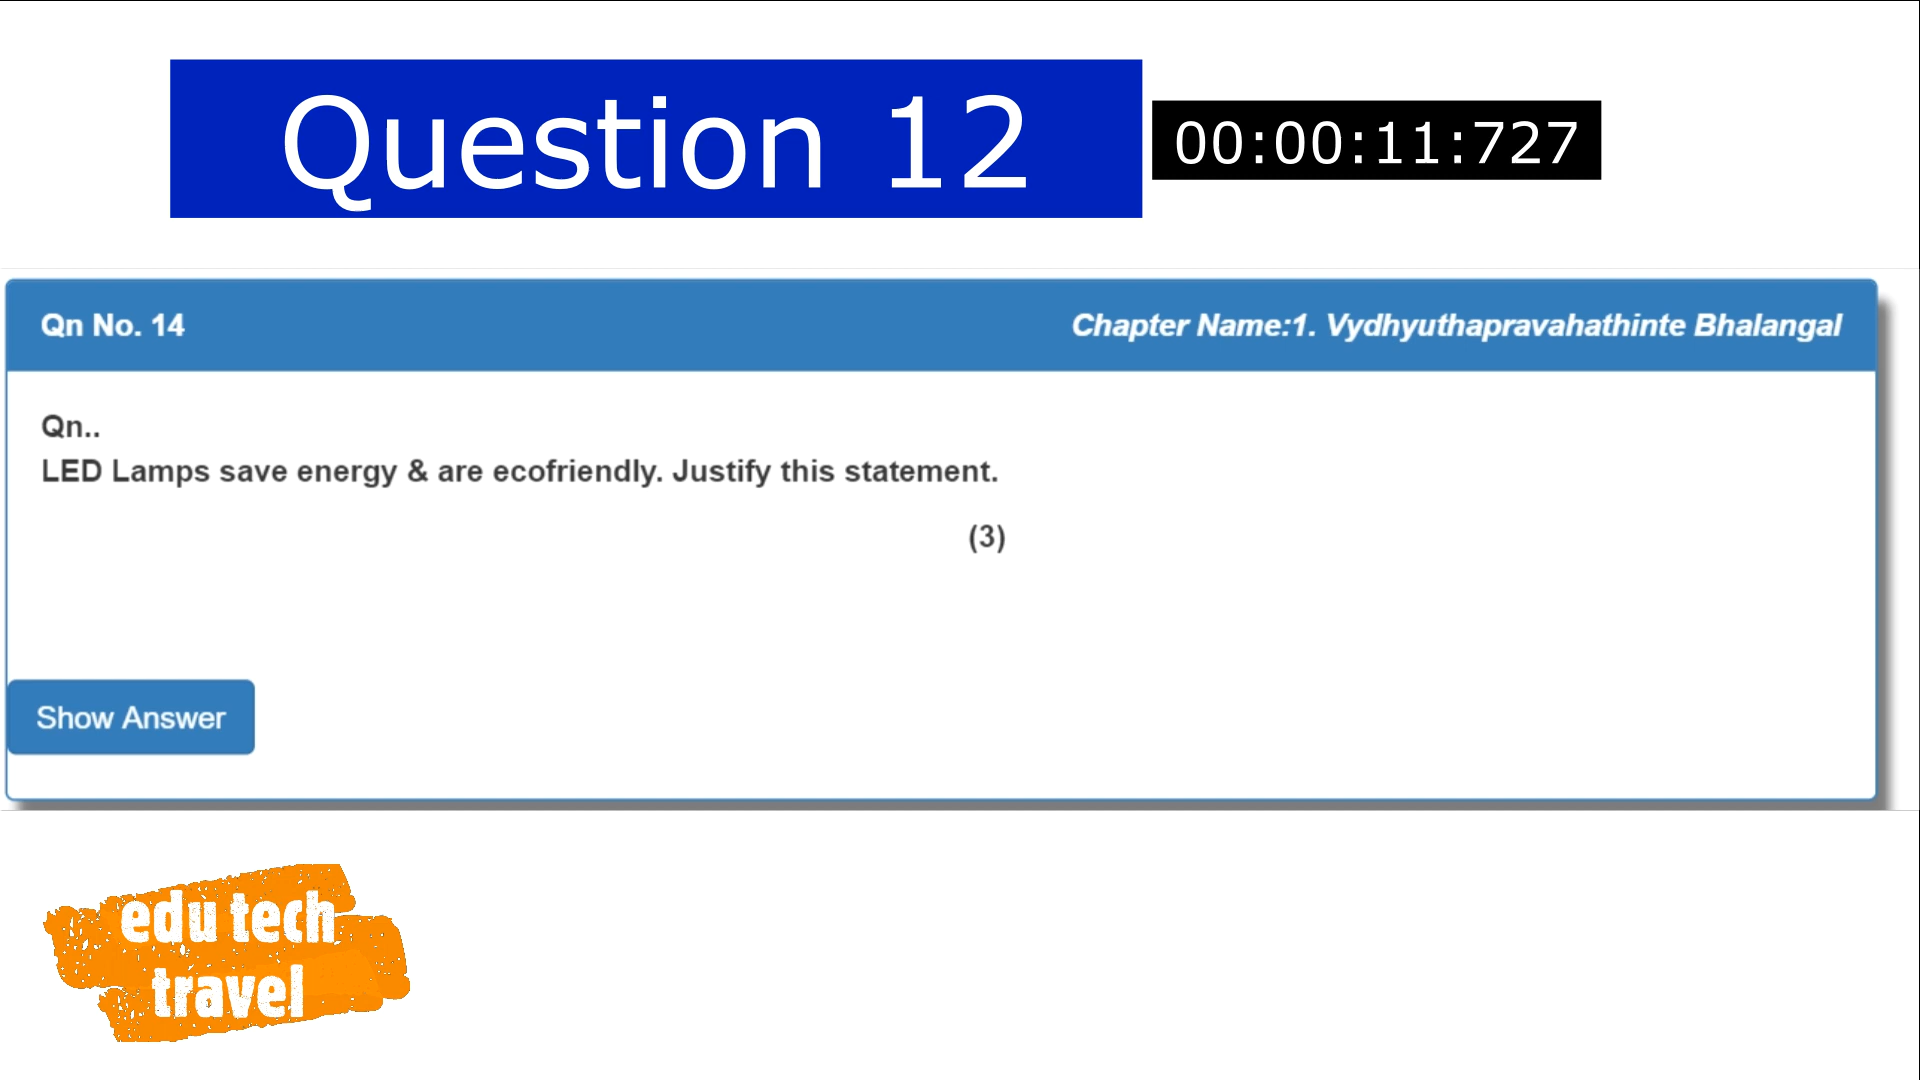 Question 12
00:00:11:727
Qn No. 14
Chapter Name:1. Vydhyuthapravahathinte Bhalangal
Qn..
LED Lamps save energy & are ecofriendly. Justify this statement.
(3)
Show Answer
edu tech
travel